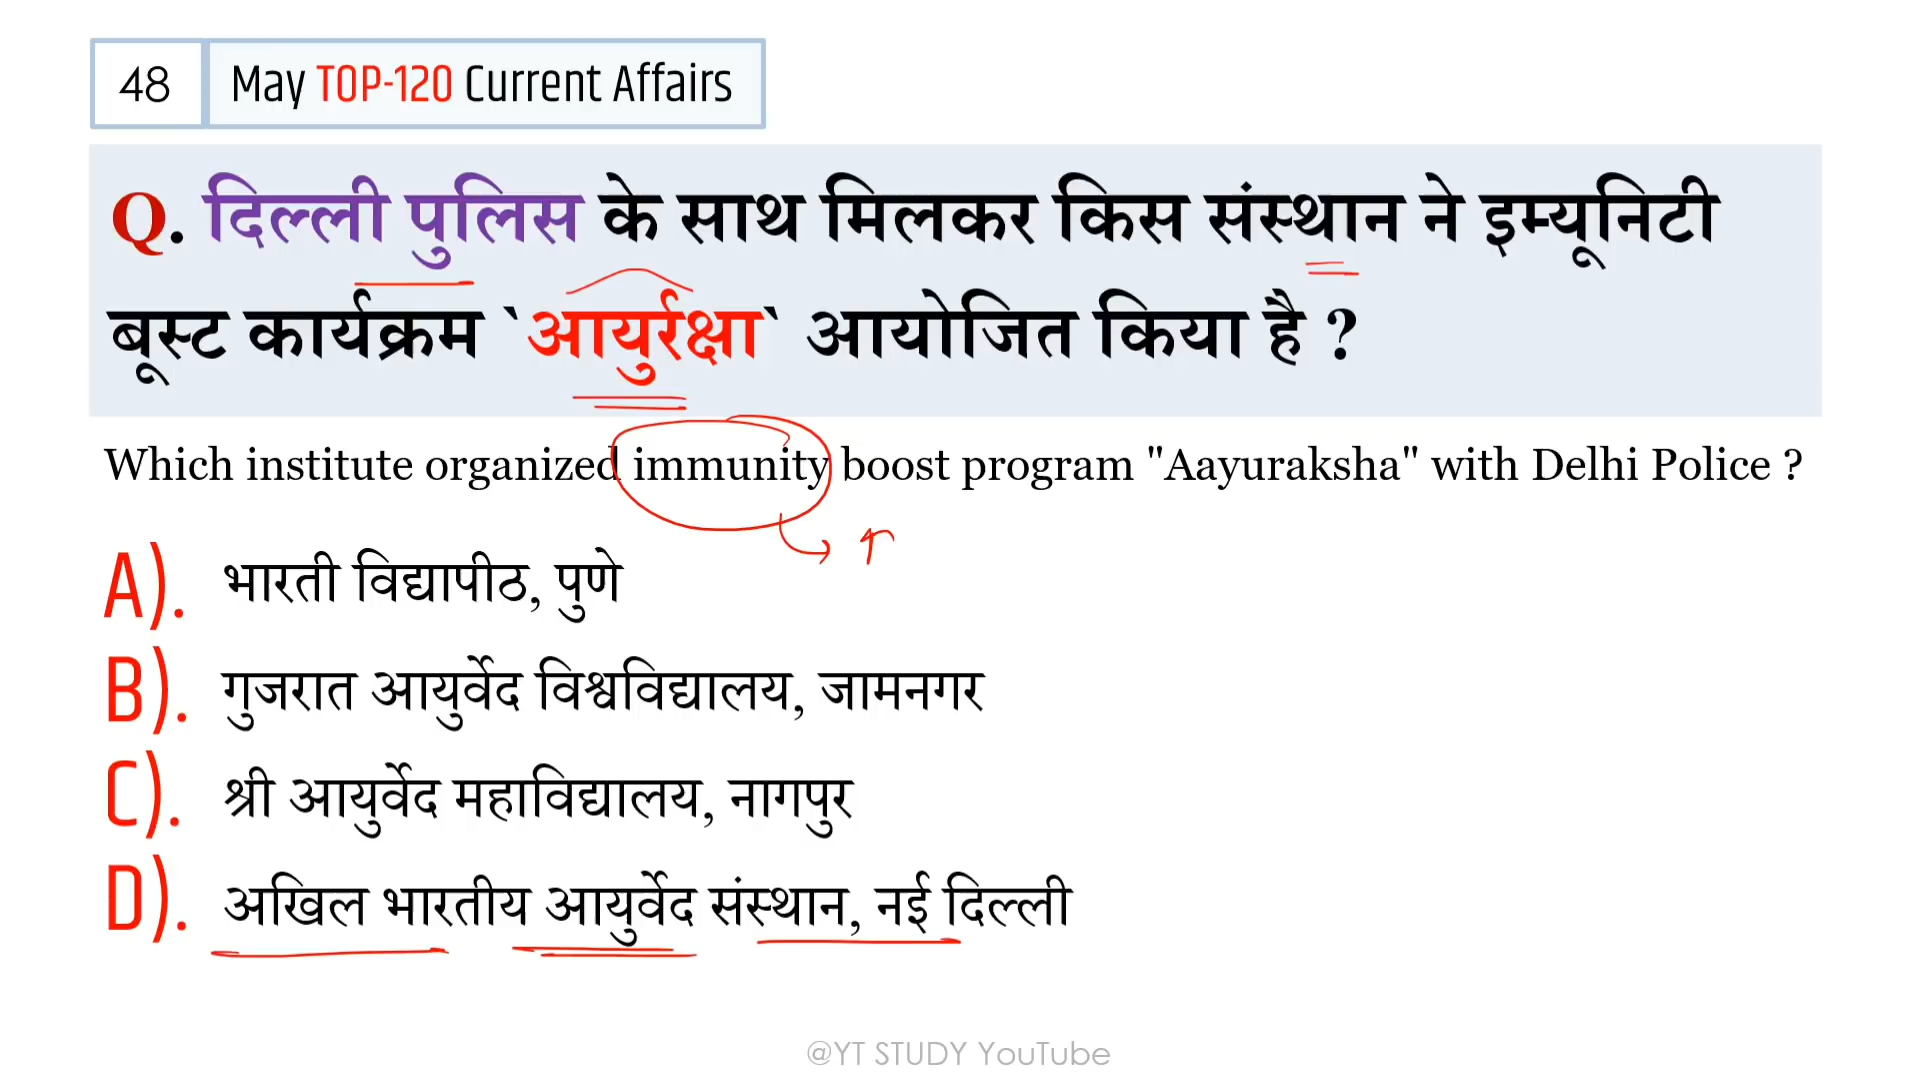 48 May TOP-120 Current Affairs
Q. दिल्ली पुलिस के साथ मिलकर किस संस्थान ने इम्यूनिटी
बूस्ट कार्यक्रम `आयुर्रक्षा` आयोजित किया है ?
Which institute organized immunity boost program "Aayuraksha" with Delhi Police ?
A). भारती विद्यापीठ, पुणे
B). गुजरात आयुर्वेद विश्वविद्यालय, जामनगर
C). श्री आयुर्वेद महाविद्यालय, नागपुर
D). अखिल भारतीय आयुर्वेद संस्थान, नई दिल्ली
@YT STUDY YouTube